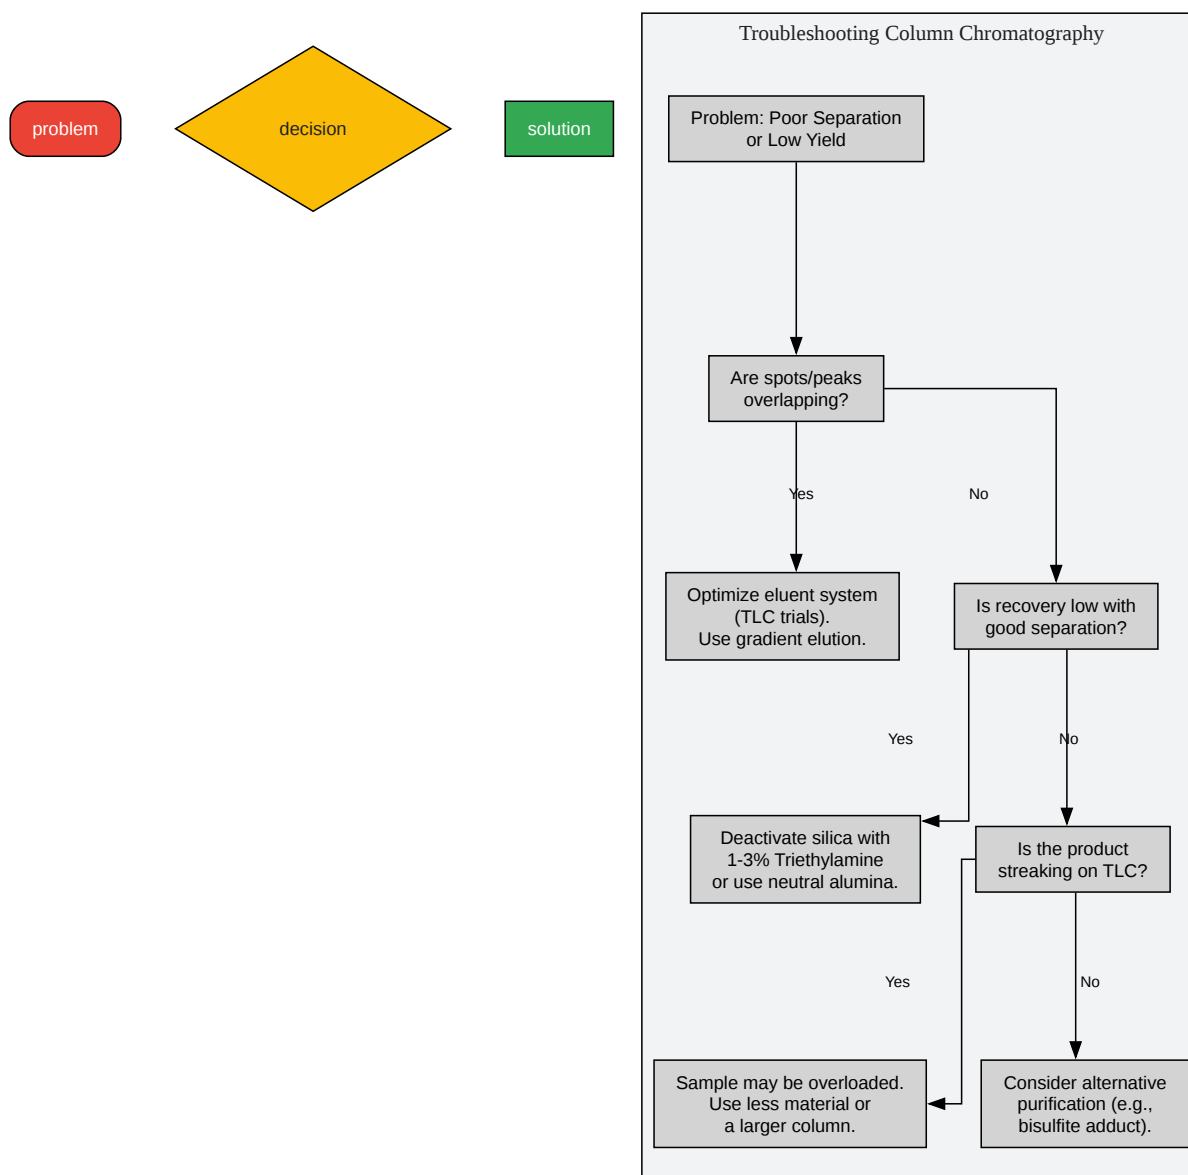 Troubleshooting Column Chromatography
problem
decision
solution
Problem: Poor Separation
or Low Yield
Are spots/peaks
overlapping?
Yes
No
Optimize eluent system
(TLC trials).
Use gradient elution.
Is recovery low with
good separation?
Yes
No
Deactivate silica with
1-3% Triethylamine
or use neutral alumina.
Is the product
streaking on TLC?
Yes
No
Sample may be overloaded.
Use less material or
a larger column.
Consider alternative
purification (e.g.,
bisulfite adduct).